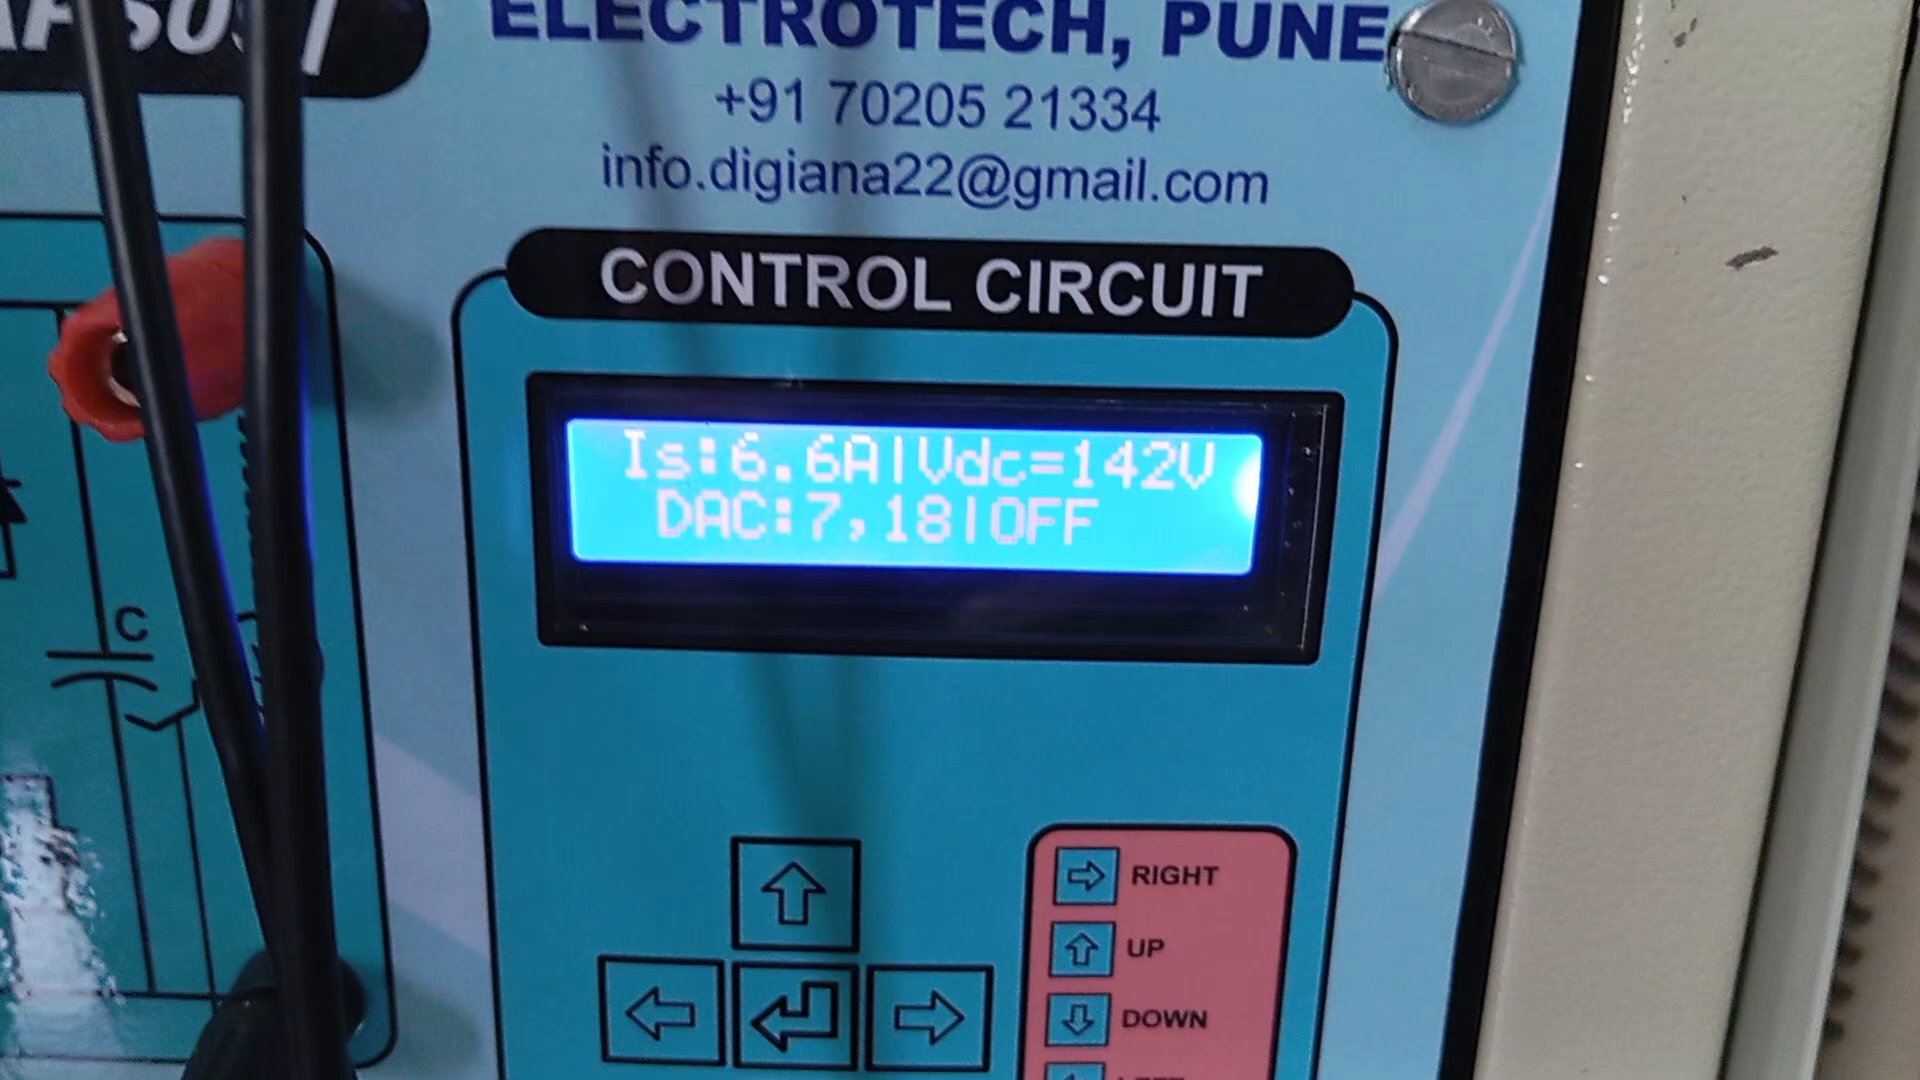 ELECTROTECH, PUNE
+91 70205 21334
info.digiana22@gmail.com
CONTROL CIRCUIT
Is:6.6A|Vdc=142V
DAC:7,18|OFF
C
RIGHT
UP
DOWN